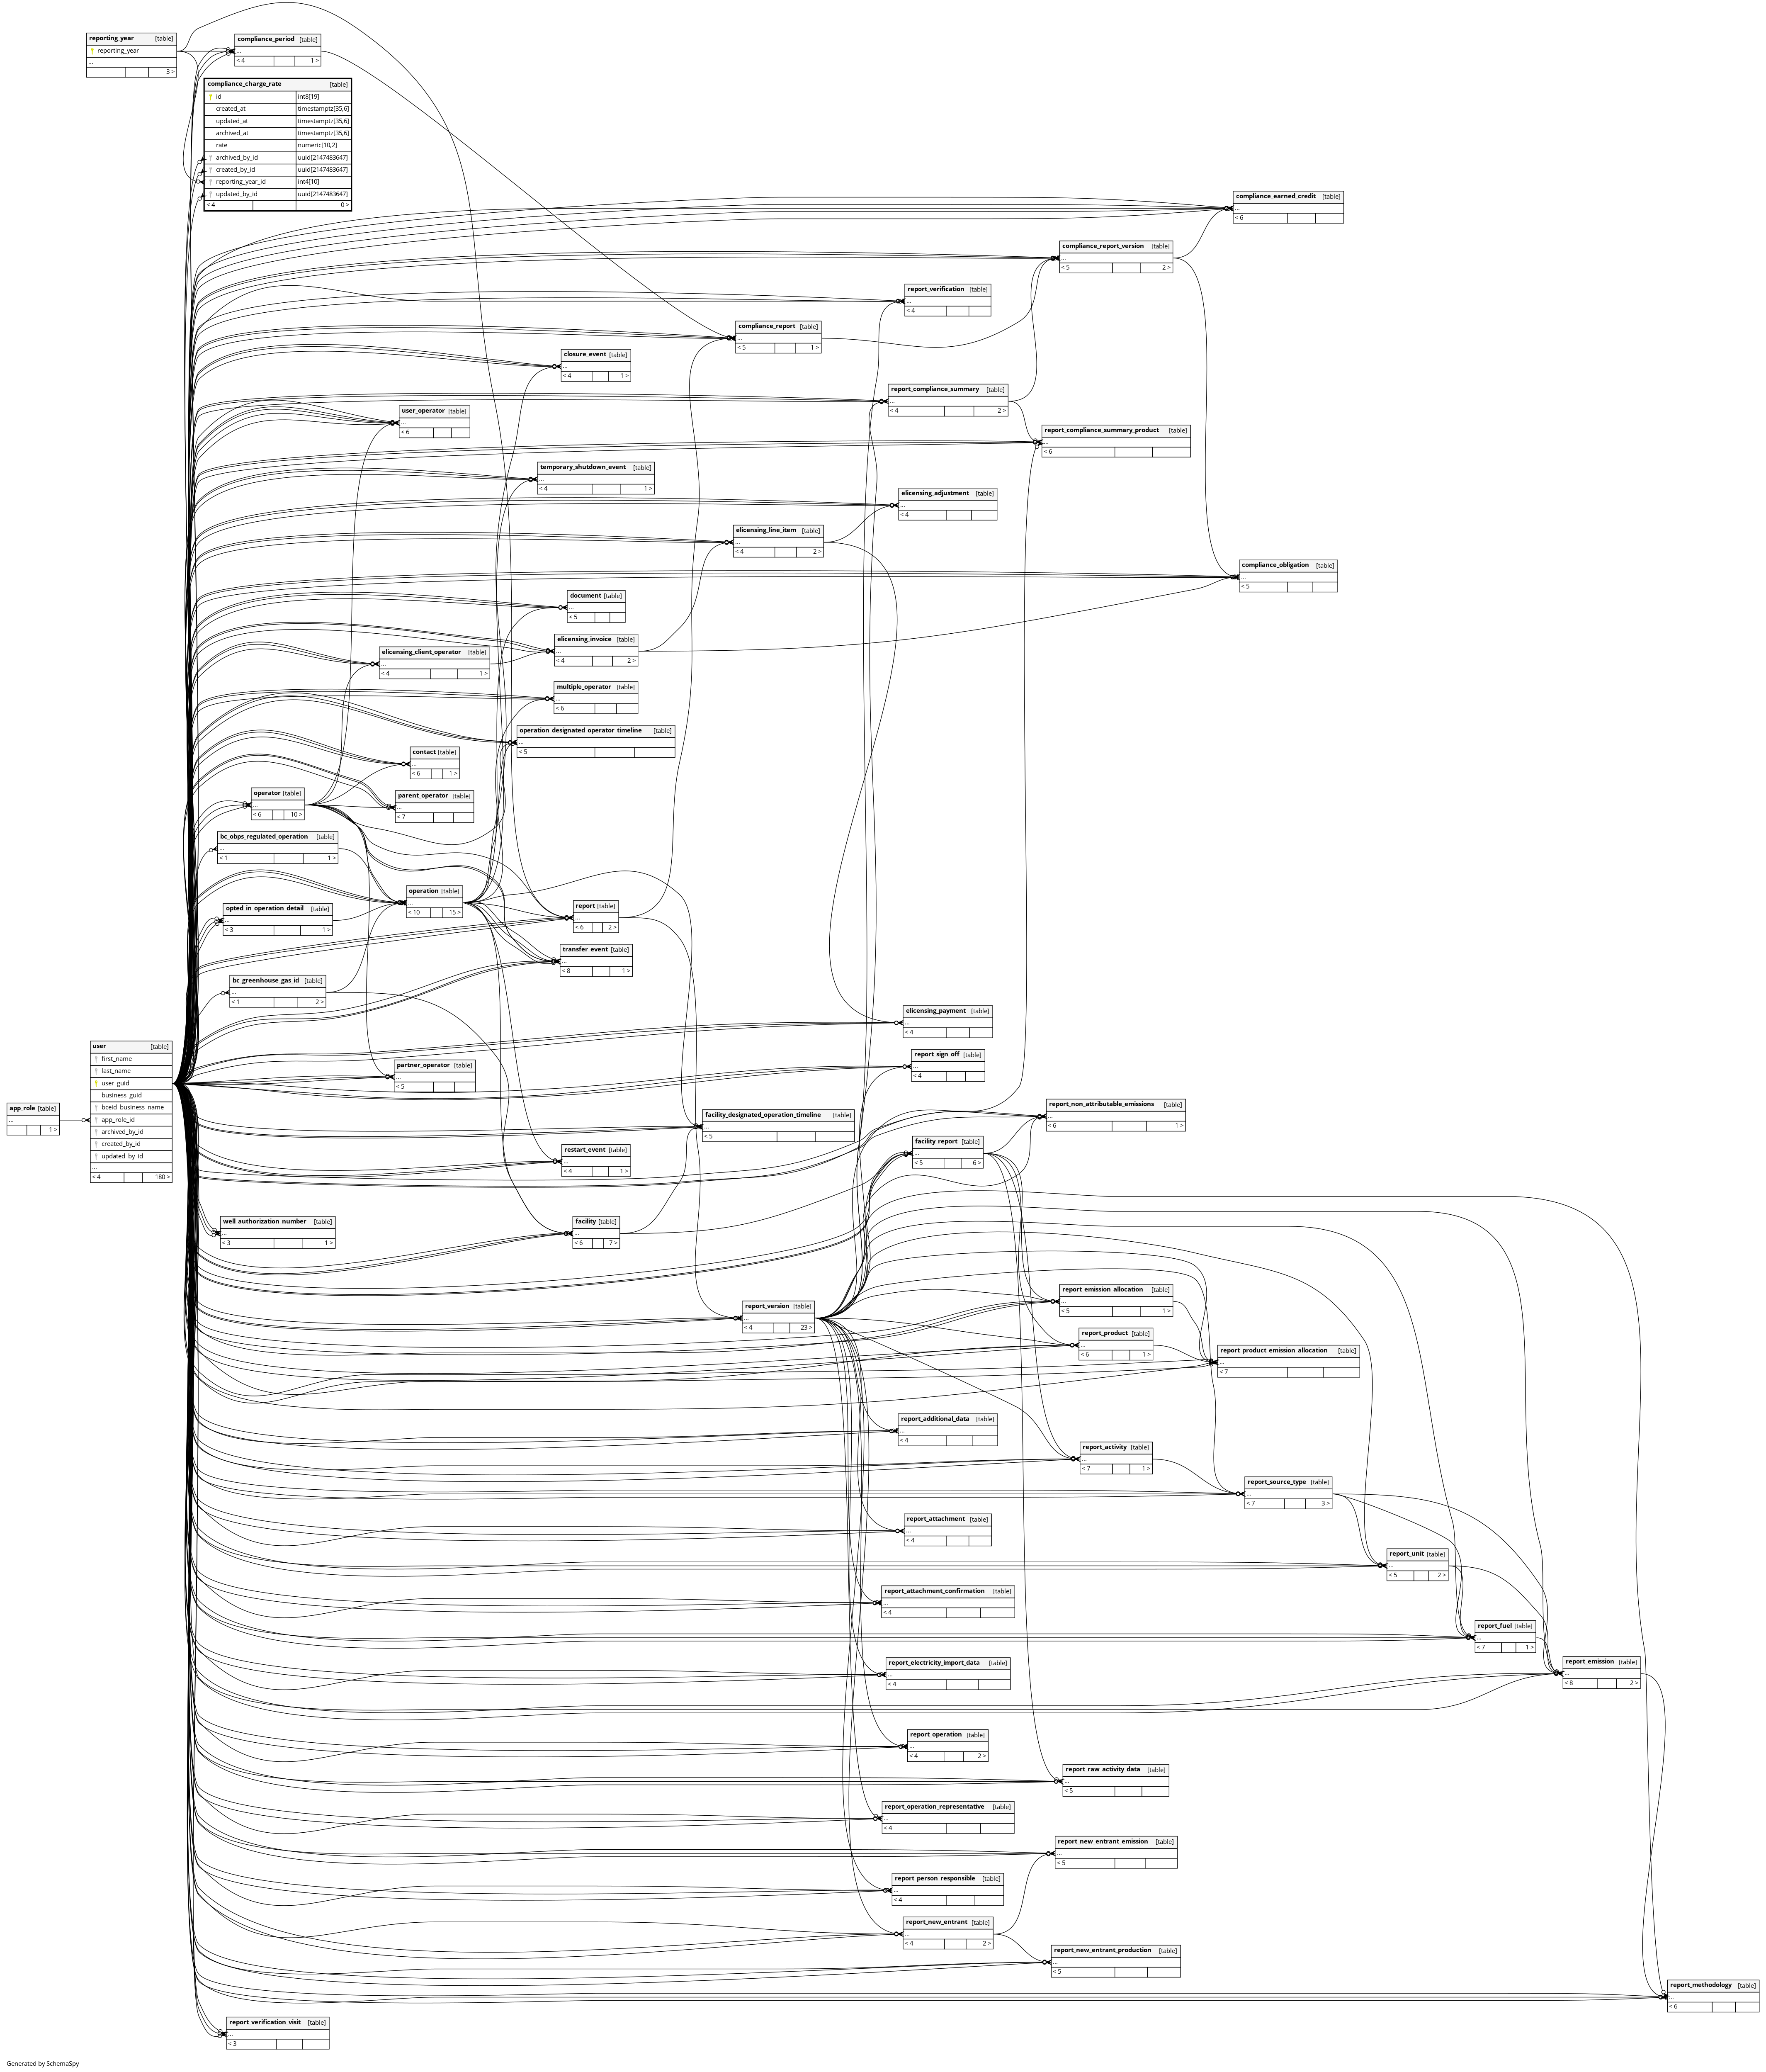 reporting_year [table]
reporting_year
...
3 >
compliance_period [table]
...
< 4 1 >
compliance_charge_rate [table]
id int8[19]
created_at timestamptz[35,6]
updated_at timestamptz[35,6]
archived_at timestamptz[35,6]
rate numeric[10,2]
archived_by_id uuid[2147483647]
created_by_id uuid[2147483647]
reporting_year_id int4[10]
updated_by_id uuid[2147483647]
< 4 0 >
compliance_earned_credit [table]
...
< 6
compliance_report_version [table]
...
< 5 2 >
report_verification [table]
...
< 4
compliance_report [table]
...
< 5 1 >
closure_event [table]
...
< 4 1 >
report_compliance_summary [table]
...
< 4 2 >
user_operator [table]
...
< 6
report_compliance_summary_product [table]
...
< 6
temporary_shutdown_event [table]
...
< 4 1 >
elicensing_adjustment [table]
...
< 4
elicensing_line_item [table]
...
< 4 2 >
compliance_obligation [table]
...
< 5
document [table]
...
< 5
elicensing_invoice [table]
...
< 4 2 >
elicensing_client_operator [table]
...
< 4 1 >
multiple_operator [table]
...
< 6
operation_designated_operator_timeline [table]
...
< 5
contact [table]
...
< 6 1 >
operator [table]
...
< 6 10 >
parent_operator [table]
...
< 7
bc_obps_regulated_operation [table]
...
< 1 1 >
operation [table]
...
< 10 15 >
opted_in_operation_detail [table]
...
< 3 1 >
report [table]
...
< 6 2 >
transfer_event [table]
...
< 8 1 >
bc_greenhouse_gas_id [table]
...
< 1 2 >
elicensing_payment [table]
...
< 4
user [table]
first_name
last_name
user_guid
business_guid
bceid_business_name
app_role_id
archived_by_id
created_by_id
updated_by_id
...
< 4 180 >
report_sign_off [table]
...
< 4
partner_operator [table]
...
< 5
app_role [table]
...
1 >
report_non_attributable_emissions [table]
...
< 6 1 >
facility_designated_operation_timeline [table]
...
< 5
facility_report [table]
...
< 5 6 >
restart_event [table]
...
< 4 1 >
well_authorization_number [table]
...
< 3 1 >
facility [table]
...
< 6 7 >
report_emission_allocation [table]
...
< 5 1 >
report_version [table]
...
< 4 23 >
report_product [table]
...
< 6 1 >
report_product_emission_allocation [table]
...
< 7
report_additional_data [table]
...
< 4
report_activity [table]
...
< 7 1 >
report_source_type [table]
...
< 7 3 >
report_attachment [table]
...
< 4
report_unit [table]
...
< 5 2 >
report_attachment_confirmation [table]
...
< 4
report_fuel [table]
...
< 7 1 >
report_electricity_import_data [table]
...
< 4
report_emission [table]
...
< 8 2 >
report_operation [table]
...
< 4 2 >
report_raw_activity_data [table]
...
< 5
report_operation_representative [table]
...
< 4
report_new_entrant_emission [table]
...
< 5
report_person_responsible [table]
...
< 4
report_new_entrant [table]
...
< 4 2 >
report_new_entrant_production [table]
...
< 5
report_methodology [table]
...
< 6
report_verification_visit [table]
...
< 3
Generated by SchemaSpy